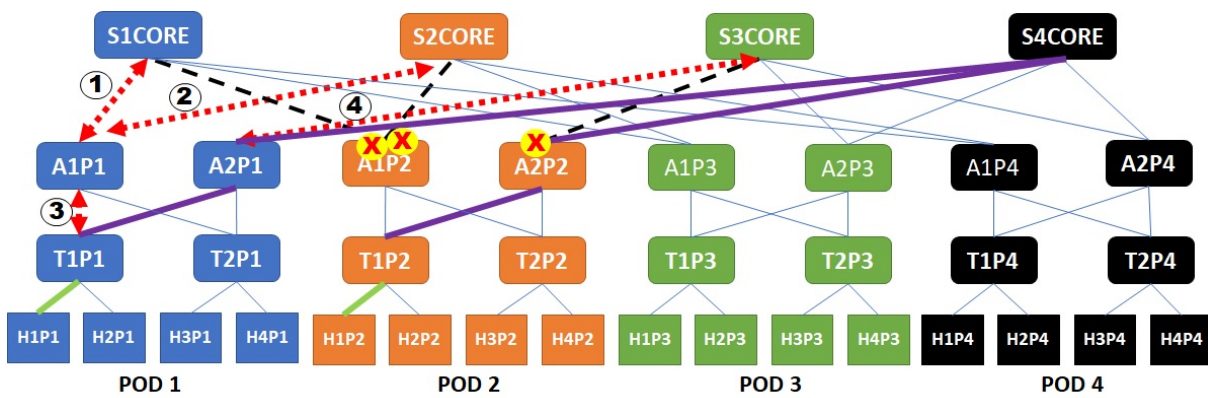 S1CORE S2CORE S3CORE S4CORE
1
2
4
X X X
A1P1 A2P1 A1P2 A2P2 A1P3 A2P3 A1P4 A2P4
3
T1P1 T2P1 T1P2 T2P2 T1P3 T2P3 T1P4 T2P4
H1P1 H2P1 H3P1 H4P1 H1P2 H2P2 H3P2 H4P2 H1P3 H2P3 H3P3 H4P3 H1P4 H2P4 H3P4 H4P4
POD 1 POD 2 POD 3 POD 4